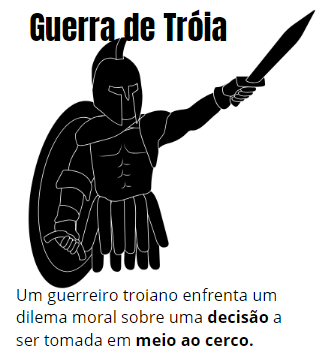 Guerra de Tróia
Um guerreiro troiano enfrenta um
dilema moral sobre uma decisão a
ser tomada em meio ao cerco.